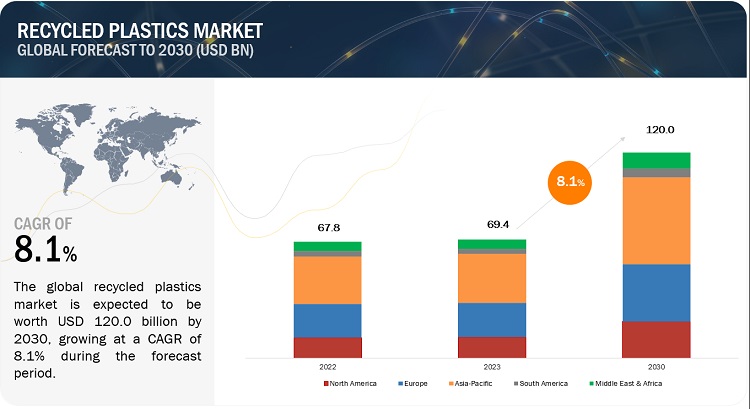 RECYCLED PLASTICS MARKET
GLOBAL FORECAST TO 2030 (USD BN)
CAGR OF
8.1%
The global recycled plastics
market is expected to be
worth USD 120.0 billion by
2030, growing at a CAGR of
8.1% during the forecast
period.
67.8
69.4
8.1%
120.0
2022
2023
2030
North America
Europe
Asia-Pacific
South America
Middle East & Africa